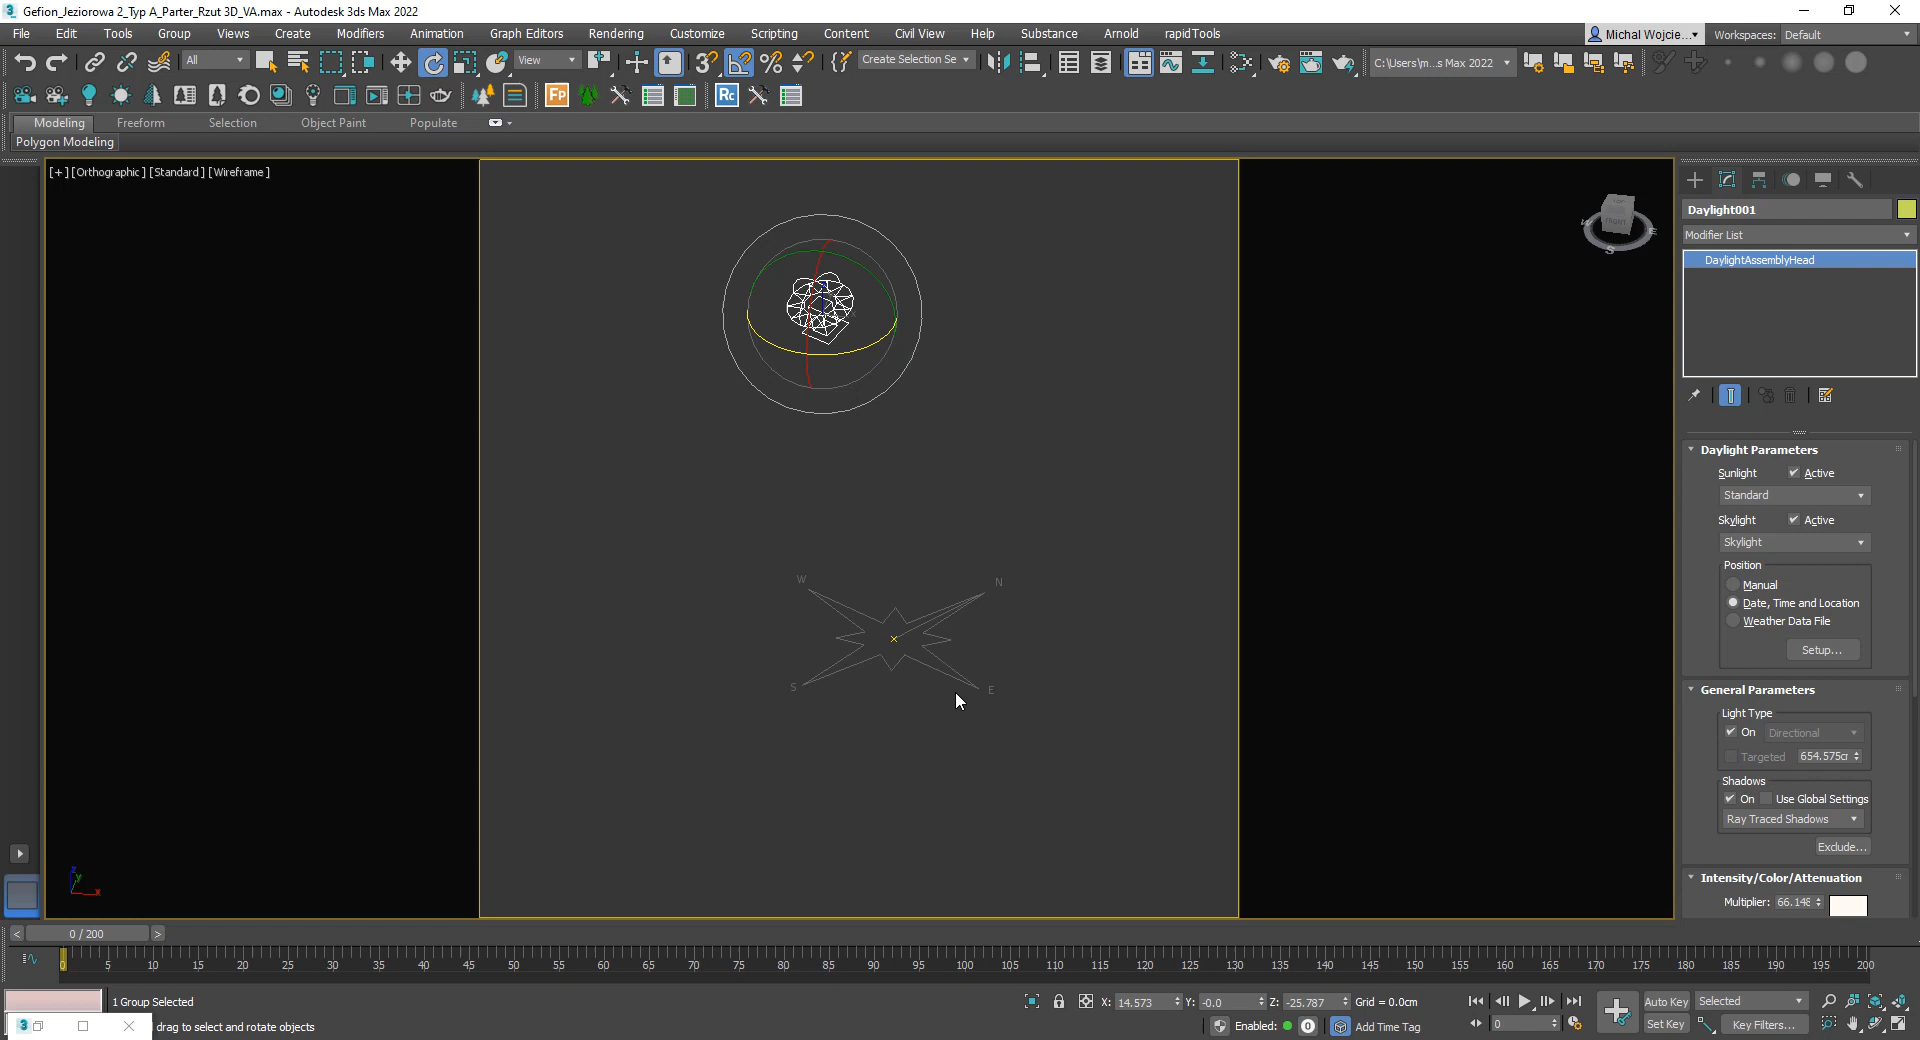 Gefion_Jeziorowa 2_Typ A_Parter_Rzut 3D_VA.max - Autodesk 3ds Max 2022
File Edit Tools Group Views Create Modifiers Animation Graph Editors Rendering Customize Scripting Content Civil View Help Substance Arnold rapidTools
Michal Wojcie... Workspaces: Default
All View Create Selection Se C:\Users\m...s Max 2022
FP Rc
Modeling Freeform Selection Object Paint Populate
Polygon Modeling
[+] [Orthographic] [Standard] [Wireframe]
TOP
FRONT
W E
S
W N
S E
z
y
x
Daylight001
Modifier List
DaylightAssemblyHead
Daylight Parameters
Sunlight Active
Standard
Skylight Active
Skylight
Position
Manual
Date, Time and Location
Weather Data File
Setup...
General Parameters
Light Type
On Directional
Targeted 654.575cr
Shadows
On Use Global Settings
Ray Traced Shadows
Exclude...
Intensity/Color/Attenuation
Multiplier: 66.148
< 0 / 200 >
0 5 10 15 20 25 30 35 40 45 50 55 60 65 70 75 80 85 90 95 100 105 110 115 120 125 130 135 140 145 150 155 160 165 170 175 180 185 190 195 200
1 Group Selected
X: 14.573 Y: -0.0 Z: -25.787 Grid = 0.0cm
Auto Key Selected
drag to select and rotate objects
Enabled: 0 Add Time Tag
0
Set Key Key Filters...